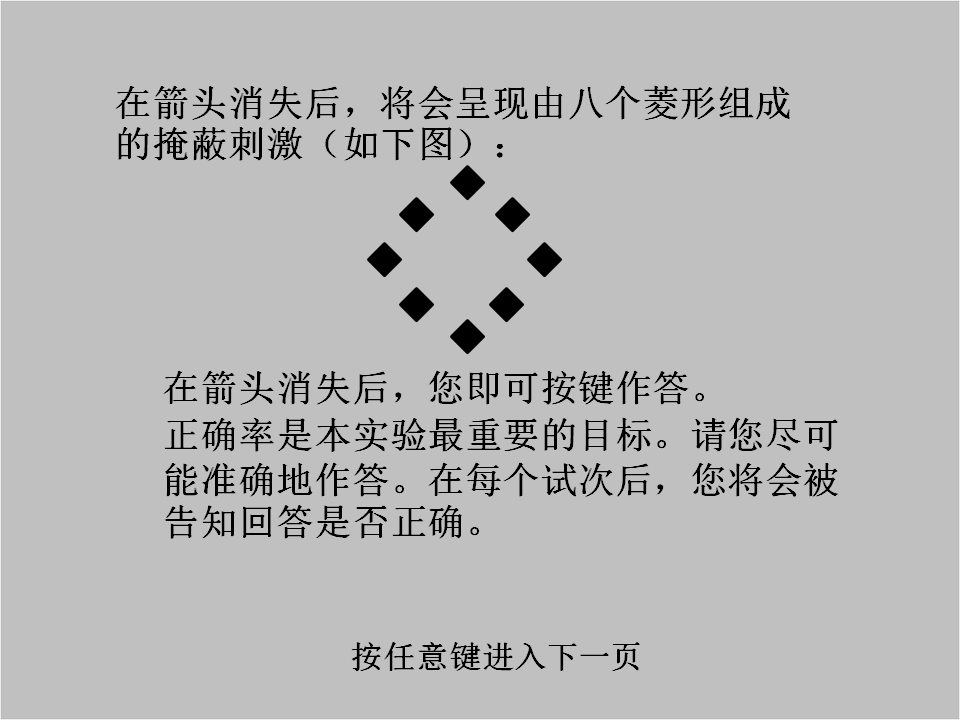 在箭头消失后，将会呈现由八个菱形组成
的掩蔽刺激（如下图）：
在箭头消失后，您即可按键作答。
正确率是本实验最重要的目标。请您尽可
能准确地作答。在每个试次后，您将会被
告知回答是否正确。
按任意键进入下一页